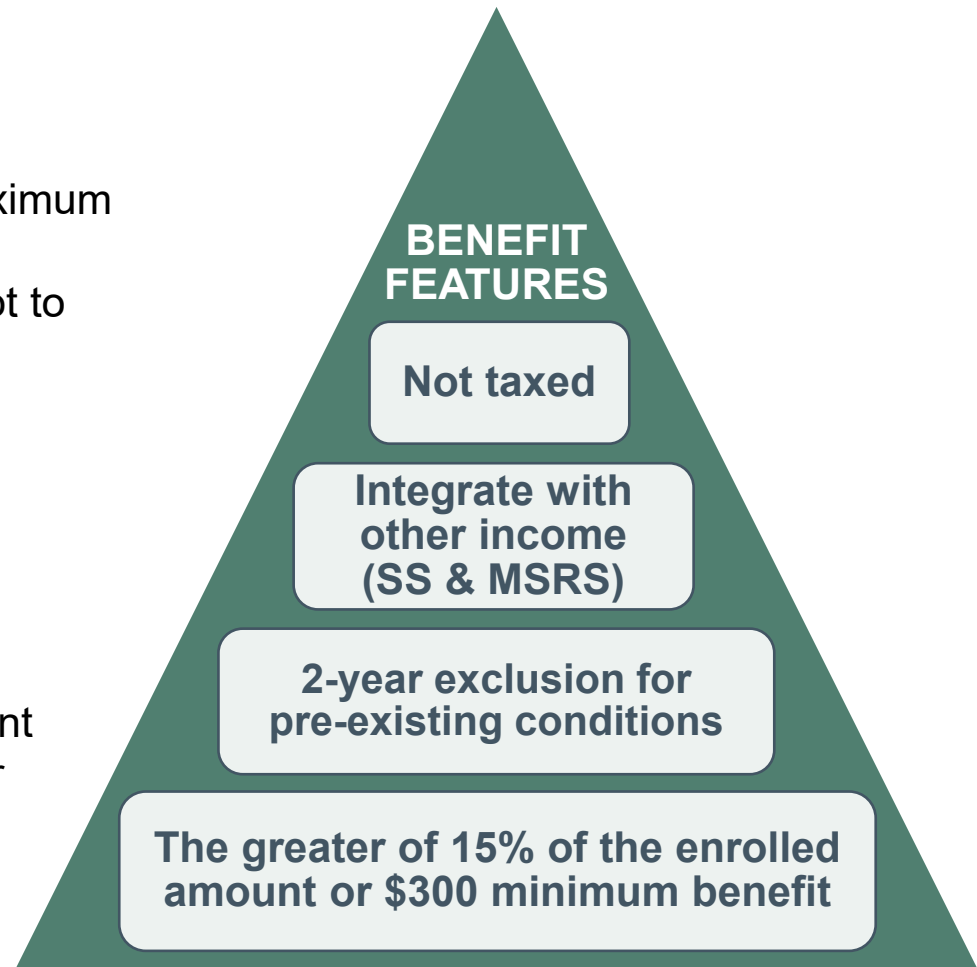 BENEFIT
FEATURES
Not taxed
Integrate with
other income
(SS & MSRS)
2-year exclusion for
pre-existing conditions
The greater of 15% of the enrolled
amount or $300 minimum benefit
to